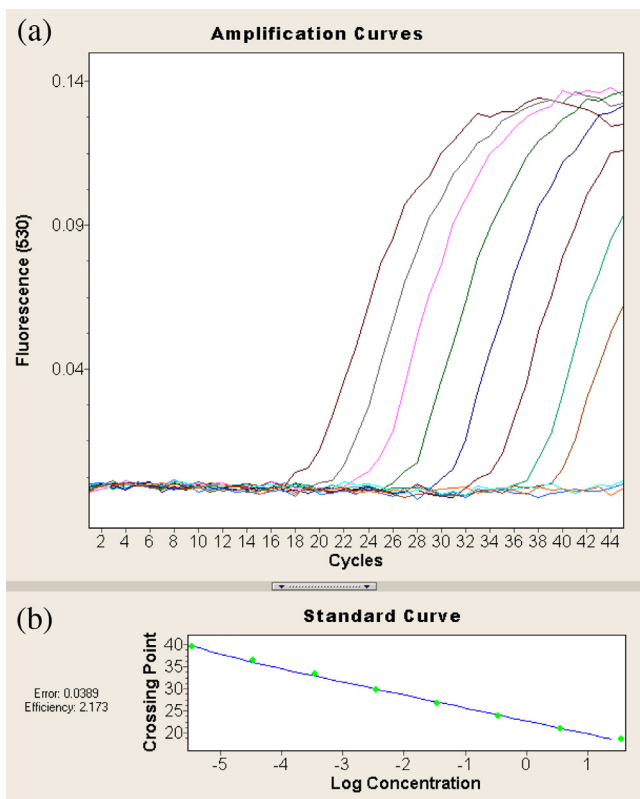 (a)
Amplification Curves
Fluorescence (530)
0.14
0.09
0.04
2 4 6 8 10 12 14 16 18 20 22 24 26 28 30 32 34 36 38 40 42 44
Cycles
(b)
Standard Curve
Error: 0.0389
Efficiency: 2.173
Crossing Point
40
35
30
25
20
-5 -4 -3 -2 -1 0 1
Log Concentration